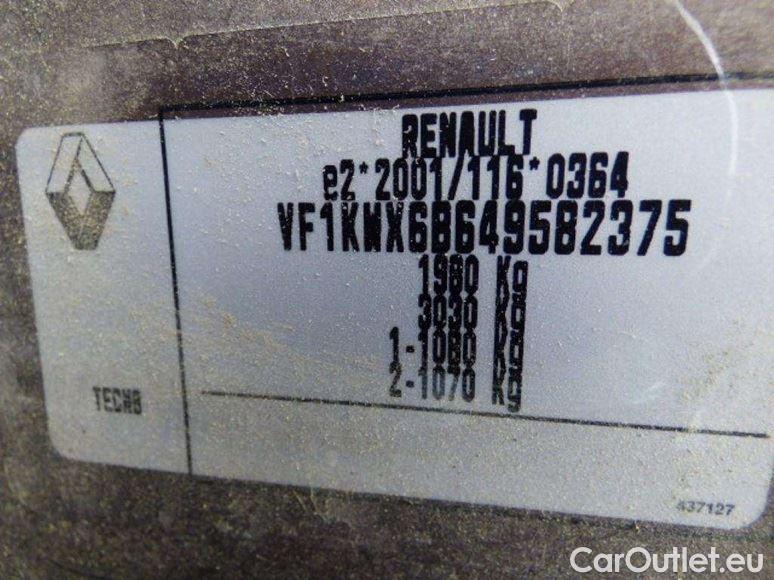 RENAULT
e2*2001/116*0364
VF1KMX6B649582375
1980 Kg
3030 Kg
1-1080 Kg
2-1070 Kg
TECHB
437127
CarOutlet.eu